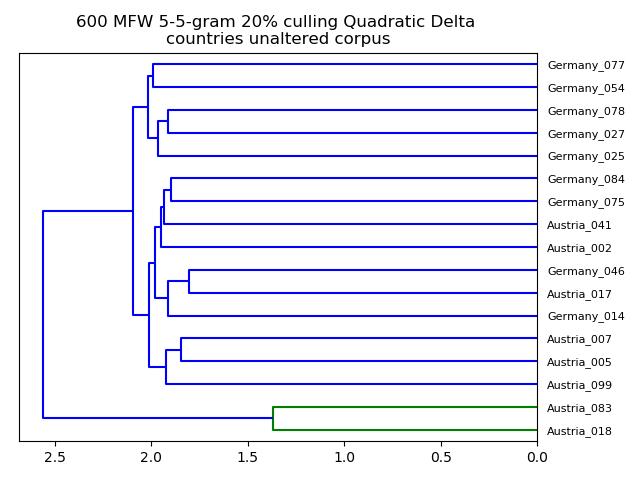 600 MFW 5-5-gram 20% culling Quadratic Delta
countries unaltered corpus
Germany_077
Germany_054
Germany_078
Germany_027
Germany_025
Germany_084
Germany_075
Austria_041
Austria_002
Germany_046
Austria_017
Germany_014
Austria_007
Austria_005
Austria_099
Austria_083
Austria_018
2.5 2.0 1.5 1.0 0.5 0.0